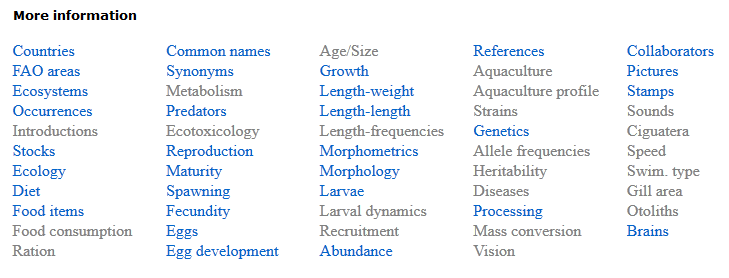 More information
Countries Common names Age/Size References Collaborators
FAO areas Synonyms Growth Aquaculture Pictures
Ecosystems Metabolism Length-weight Aquaculture profile Stamps
Occurrences Predators Length-length Strains Sounds
Introductions Ecotoxicology Length-frequencies Genetics Ciguatera
Stocks Reproduction Morphometrics Allele frequencies Speed
Ecology Maturity Morphology Heritability Swim. type
Diet Spawning Larvae Diseases Gill area
Food items Fecundity Larval dynamics Processing Otoliths
Food consumption Eggs Recruitment Mass conversion Brains
Ration Egg development Abundance Vision